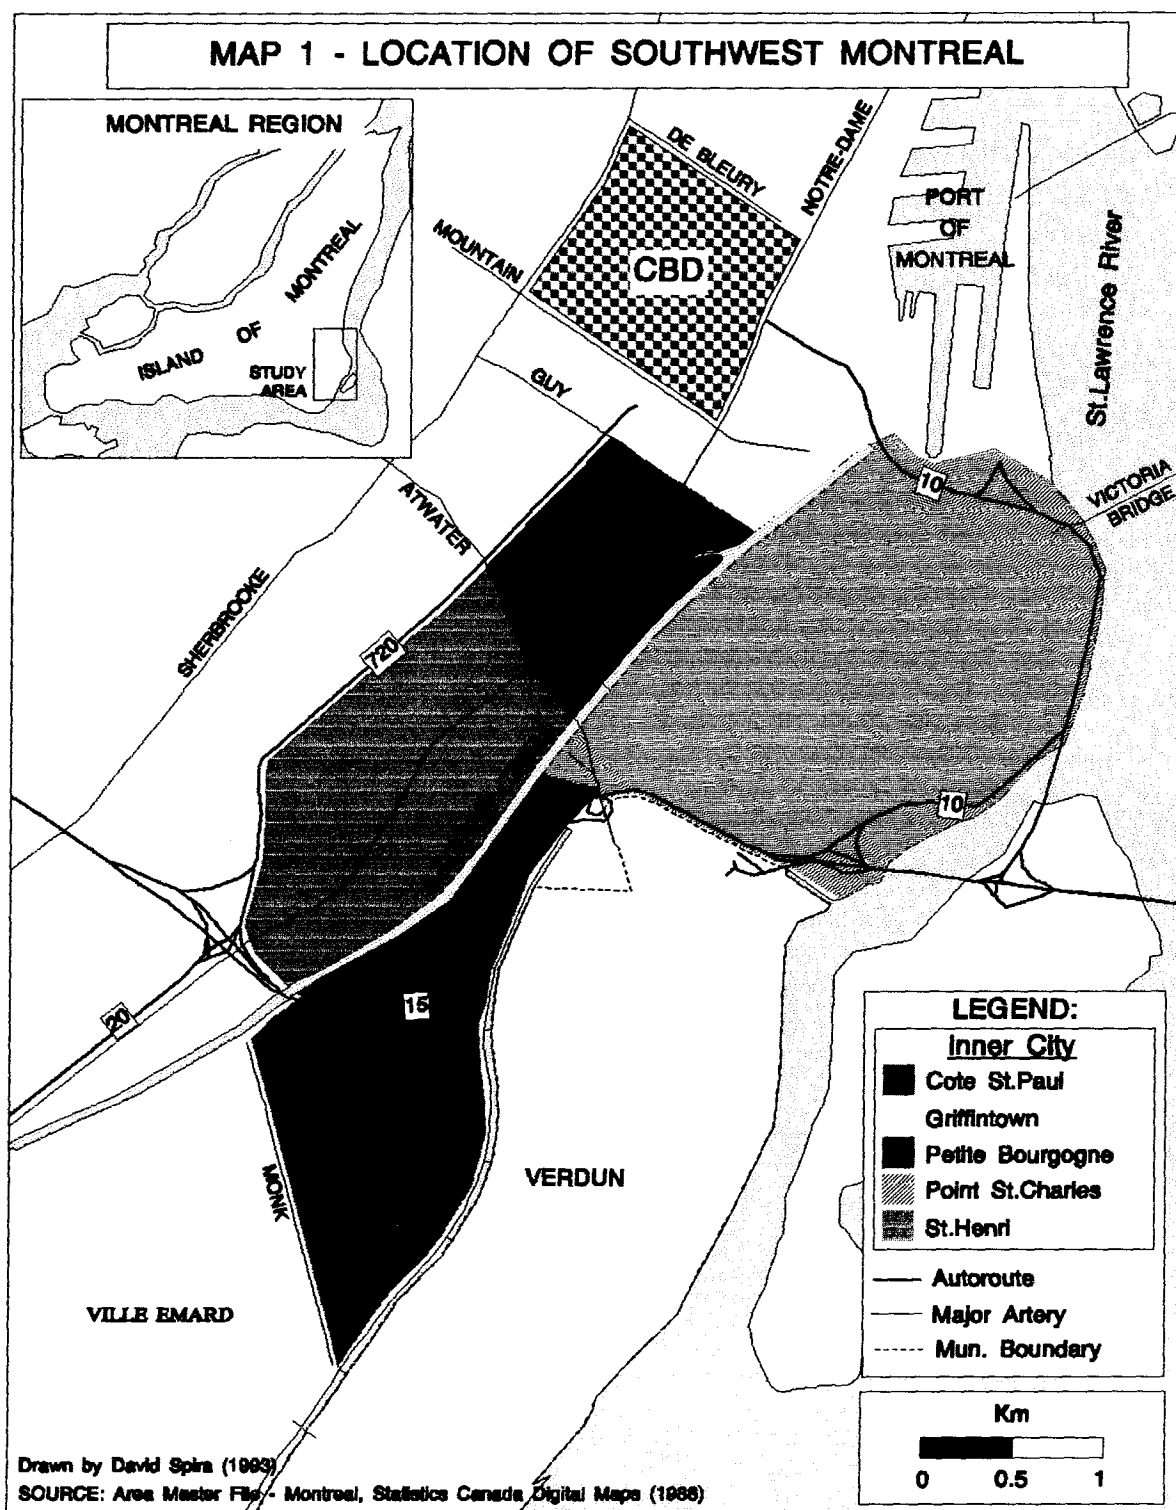 MAP 1 - LOCATION OF SOUTHWEST MONTREAL
MONTREAL REGION
ISLAND OF MONTREAL
STUDY
AREA
DE BLEURY
NOTRE-DAME
MOUNTAIN
CBD
PORT
OF
MONTREAL
St.Lawrence River
GUY
ATWATER
10
VICTORIA
BRIDGE
SHERBROOKE
720
10
15
20
MONK
VERDUN
VILLE EMARD
LEGEND:
Inner City
Cote St.Paul
Griffintown
Petite Bourgogne
Point St.Charles
St.Henri
Autoroute
Major Artery
Mun. Boundary
Km
0 0.5 1
Drawn by David Spira (1993)
SOURCE: Area Master File - Montreal, Statistics Canada Digital Maps (1986)